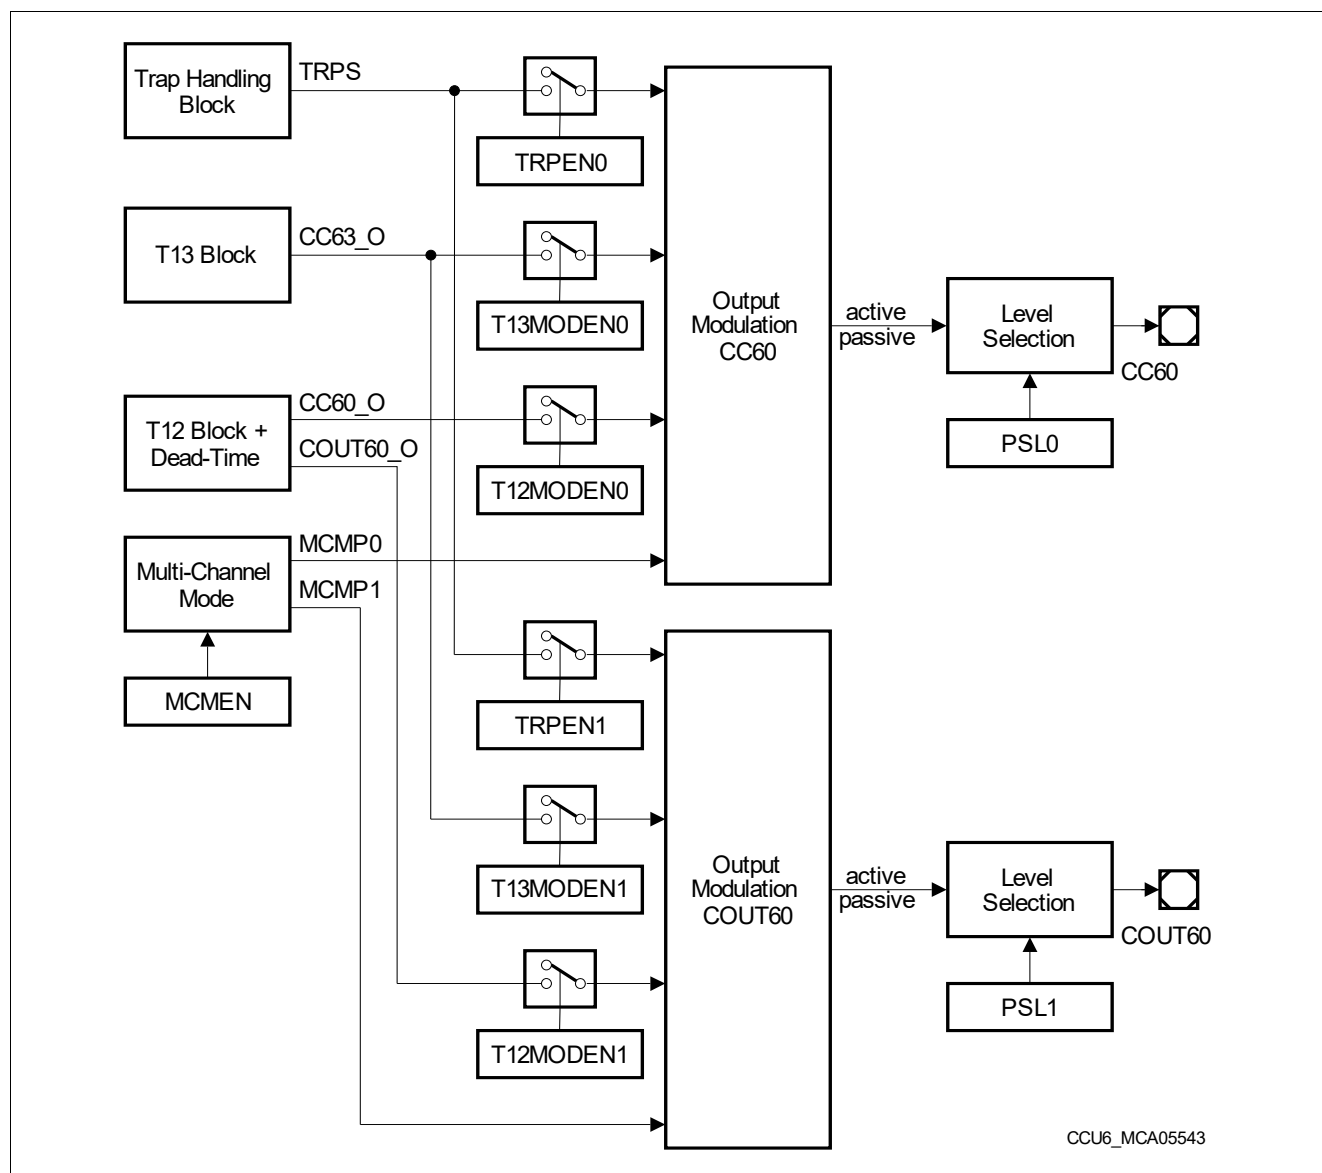 Trap Handling
Block
TRPS
TRPEN0
T13 Block
CC63_O
T13MODEN0
T12 Block +
Dead-Time
CC60_O
COUT60_O
T12MODEN0
Multi-Channel
Mode
MCMP0
MCMP1
MCMEN
Output
Modulation
CC60
active
passive
Level
Selection
CC60
PSL0
TRPEN1
T13MODEN1
T12MODEN1
Output
Modulation
COUT60
active
passive
Level
Selection
COUT60
PSL1
CCU6_MCA05543